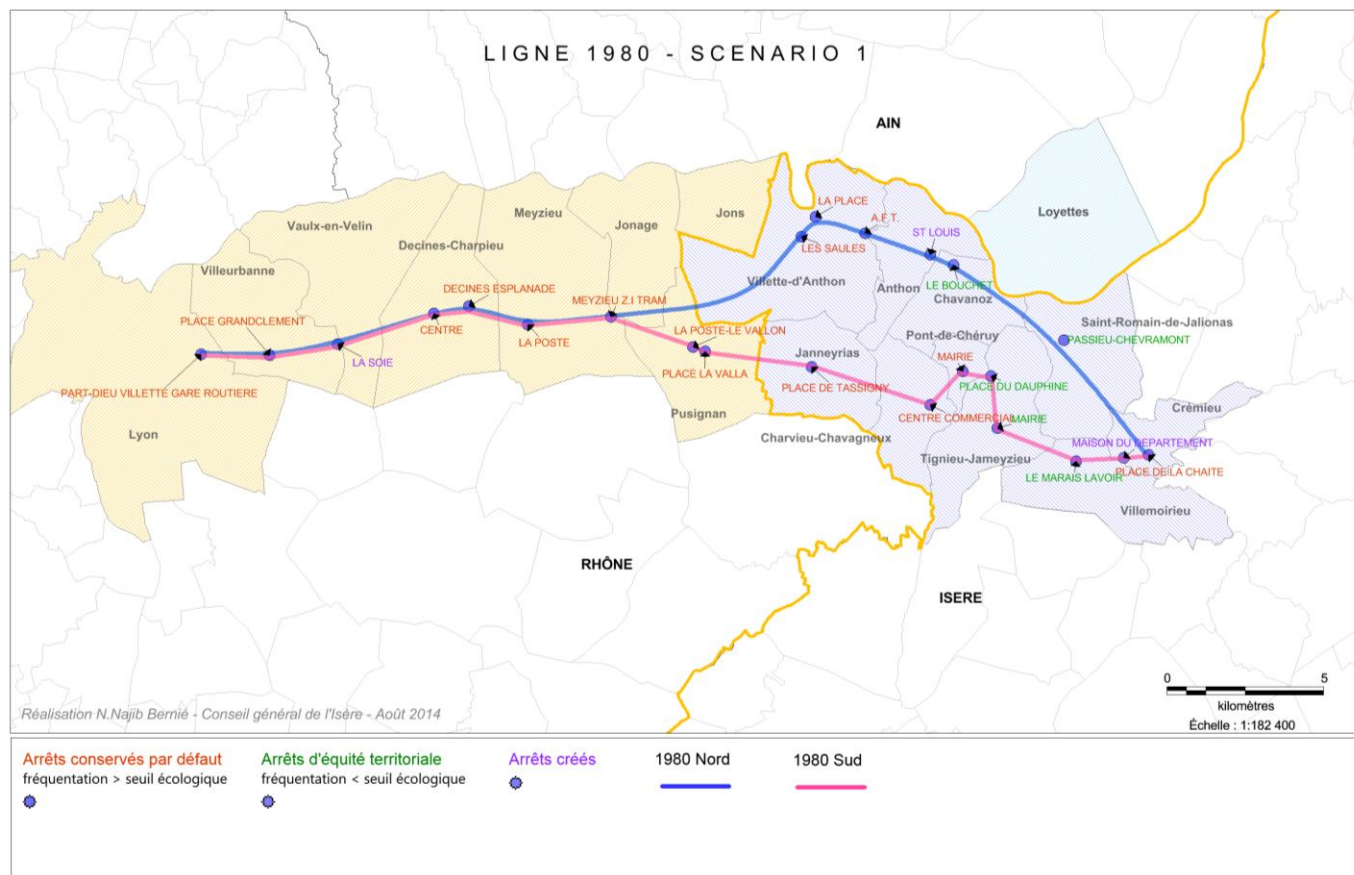 LIGNE 1980 - SCENARIO 1
AIN
Loyettes
LA PLACE
A.F.T.
Jons
Meyzieu
Jonage
Vaulx-en-Velin
ST LOUIS
Decines-Charpieu
LES SAULES
Villeurbanne
Villette-d'Anthon
LE BOUCHET
Anthon
DECINES ESPLANADE
Chavanoz
MEYZIEU Z.I TRAM
PLACE GRANDCLEMENT
CENTRE
LA POSTE-LE VALLON
Saint-Romain-de-Jalionas
Pont-de-Chéruy
LA POSTE
PASSIEU-CHEVRAMONT
Janneyrias
MAIRIE
LA SOIE
PLACE LA VALLA
PLACE DE TASSIGNY
PLACE DU DAUPHINE
PART-DIEU VILLETTE GARE ROUTIERE
Crémieu
Pusignan
CENTRE COMMERCIAL
MAIRIE
Lyon
Charvieu-Chavagneux
MAISON DU DEPARTEMENT
Tignieu-Jameyzieu
PLACE DE LA CHAITE
LE MARAIS LAVOIR
Villemoirieu
RHÔNE
ISERE
0 5
kilomètres
Échelle : 1:182 400
Réalisation N.Najib Bernié - Conseil général de l'Isère - Août 2014
Arrêts conservés par défaut
fréquentation > seuil écologique
Arrêts d'équité territoriale
fréquentation < seuil écologique
Arrêts créés
1980 Nord
1980 Sud